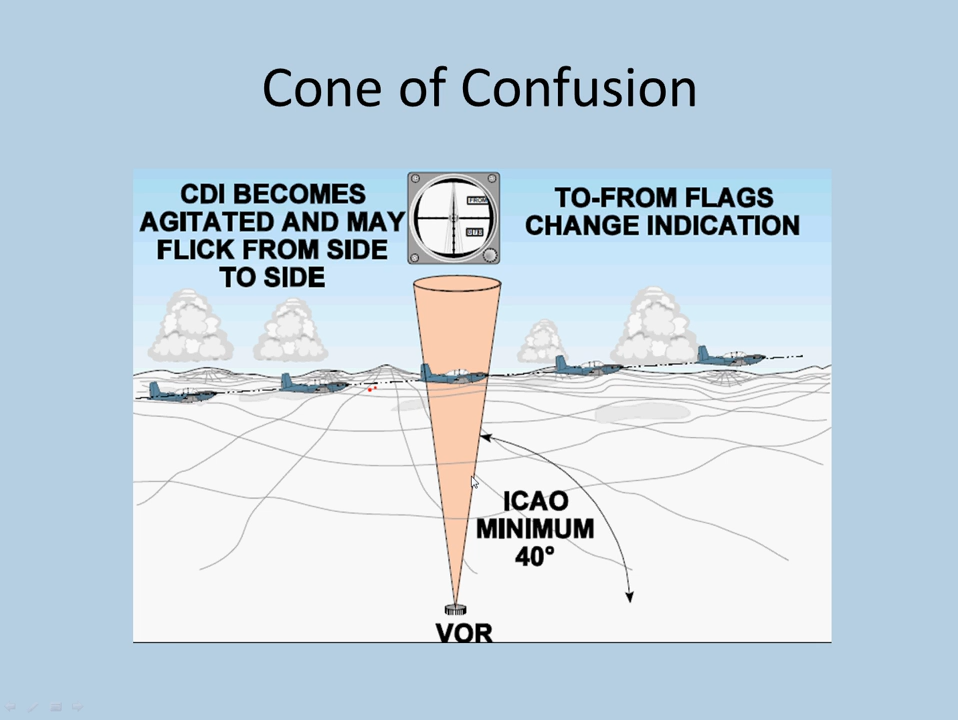 Cone of Confusion
CDI BECOMES
AGITATED AND MAY
FLICK FROM SIDE
TO SIDE
TO-FROM FLAGS
CHANGE INDICATION
FROM
ICAO
MINIMUM
40°
VOR